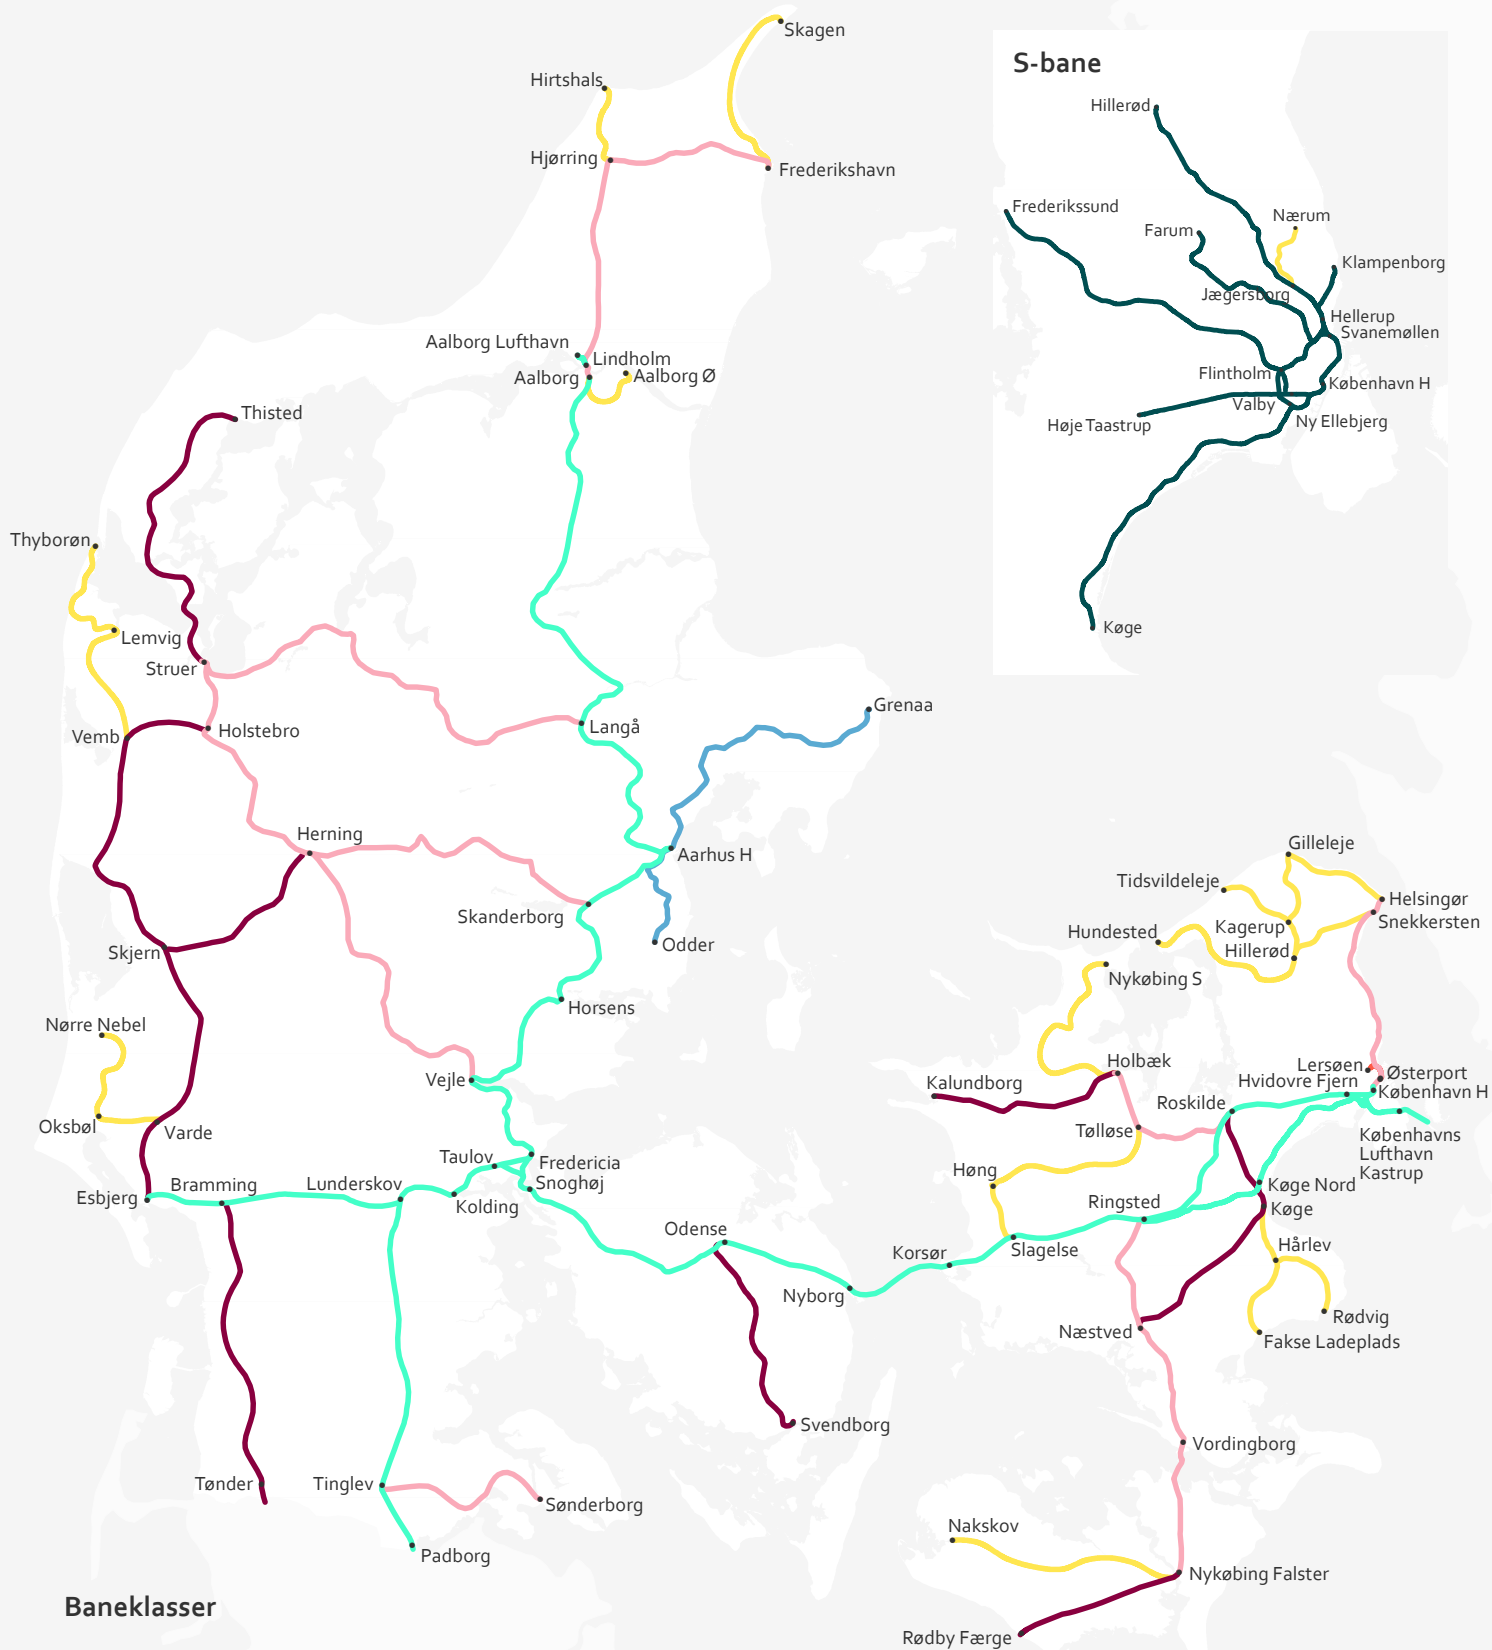 Skagen
Hirtshals
Hjørring
Frederikshavn
Aalborg Lufthavn
Lindholm
Aalborg
Aalborg Ø
Thisted
Thyborøn
Lemvig
Struer
Vemb
Holstebro
Langå
Grenaa
Herning
Aarhus H
Skanderborg
Skjern
Odder
Horsens
Nørre Nebel
Vejle
Oksbøl
Varde
Taulov
Fredericia
Snoghøj
Esbjerg
Bramming
Lunderskov
Kolding
Odense
Nyborg
Korsør
Svendborg
Tønder
Tinglev
Sønderborg
Padborg
Baneklasser
S-bane
Hillerød
Frederikssund
Farum
Nærum
Klampenborg
Jægersborg
Hellerup
Svanemøllen
Flintholm
København H
Valby
Ny Ellebjerg
Høje Taastrup
Køge
Gilleleje
Tidsvildeleje
Helsingør
Snekkersten
Kagerup
Hundested
Hillerød
Nykøbing S
Holbæk
Lersøen
Østerport
Hvidovre Fjern
København H
Kalundborg
Roskilde
Tølløse
Københavns
Lufthavn
Kastrup
Høng
Køge Nord
Køge
Ringsted
Slagelse
Hårlev
Rødvig
Fakse Ladeplads
Næstved
Vordingborg
Nakskov
Nykøbing Falster
Rødby Færge